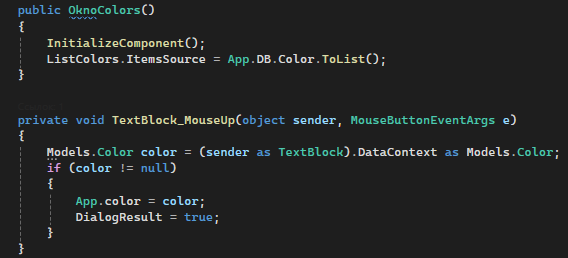 public OknoColors()
{
InitializeComponent();
ListColors.ItemsSource = App.DB.Color.ToList();
}
private void TextBlock_MouseUp(object sender, MouseButtonEventArgs e)
{
Models.Color color = (sender as TextBlock).DataContext as Models.Color;
if (color != null)
{
App.color = color;
DialogResult = true;
}
}